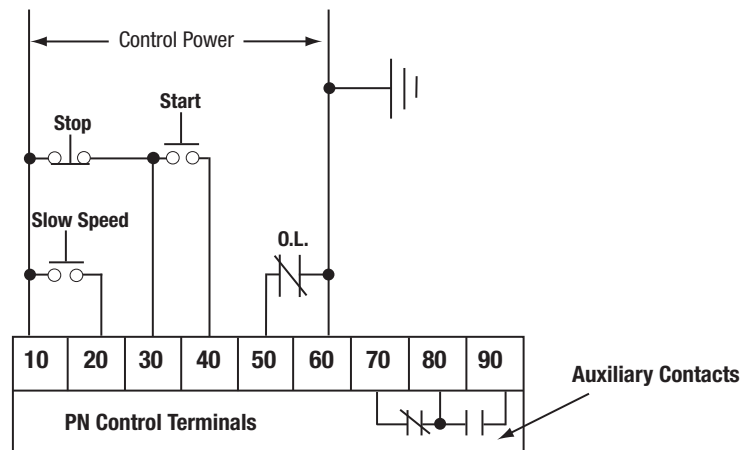 Control Power
Start
Stop
Slow Speed
O.L.
10 20 30 40 50 60 70 80 90
Auxiliary Contacts
PN Control Terminals